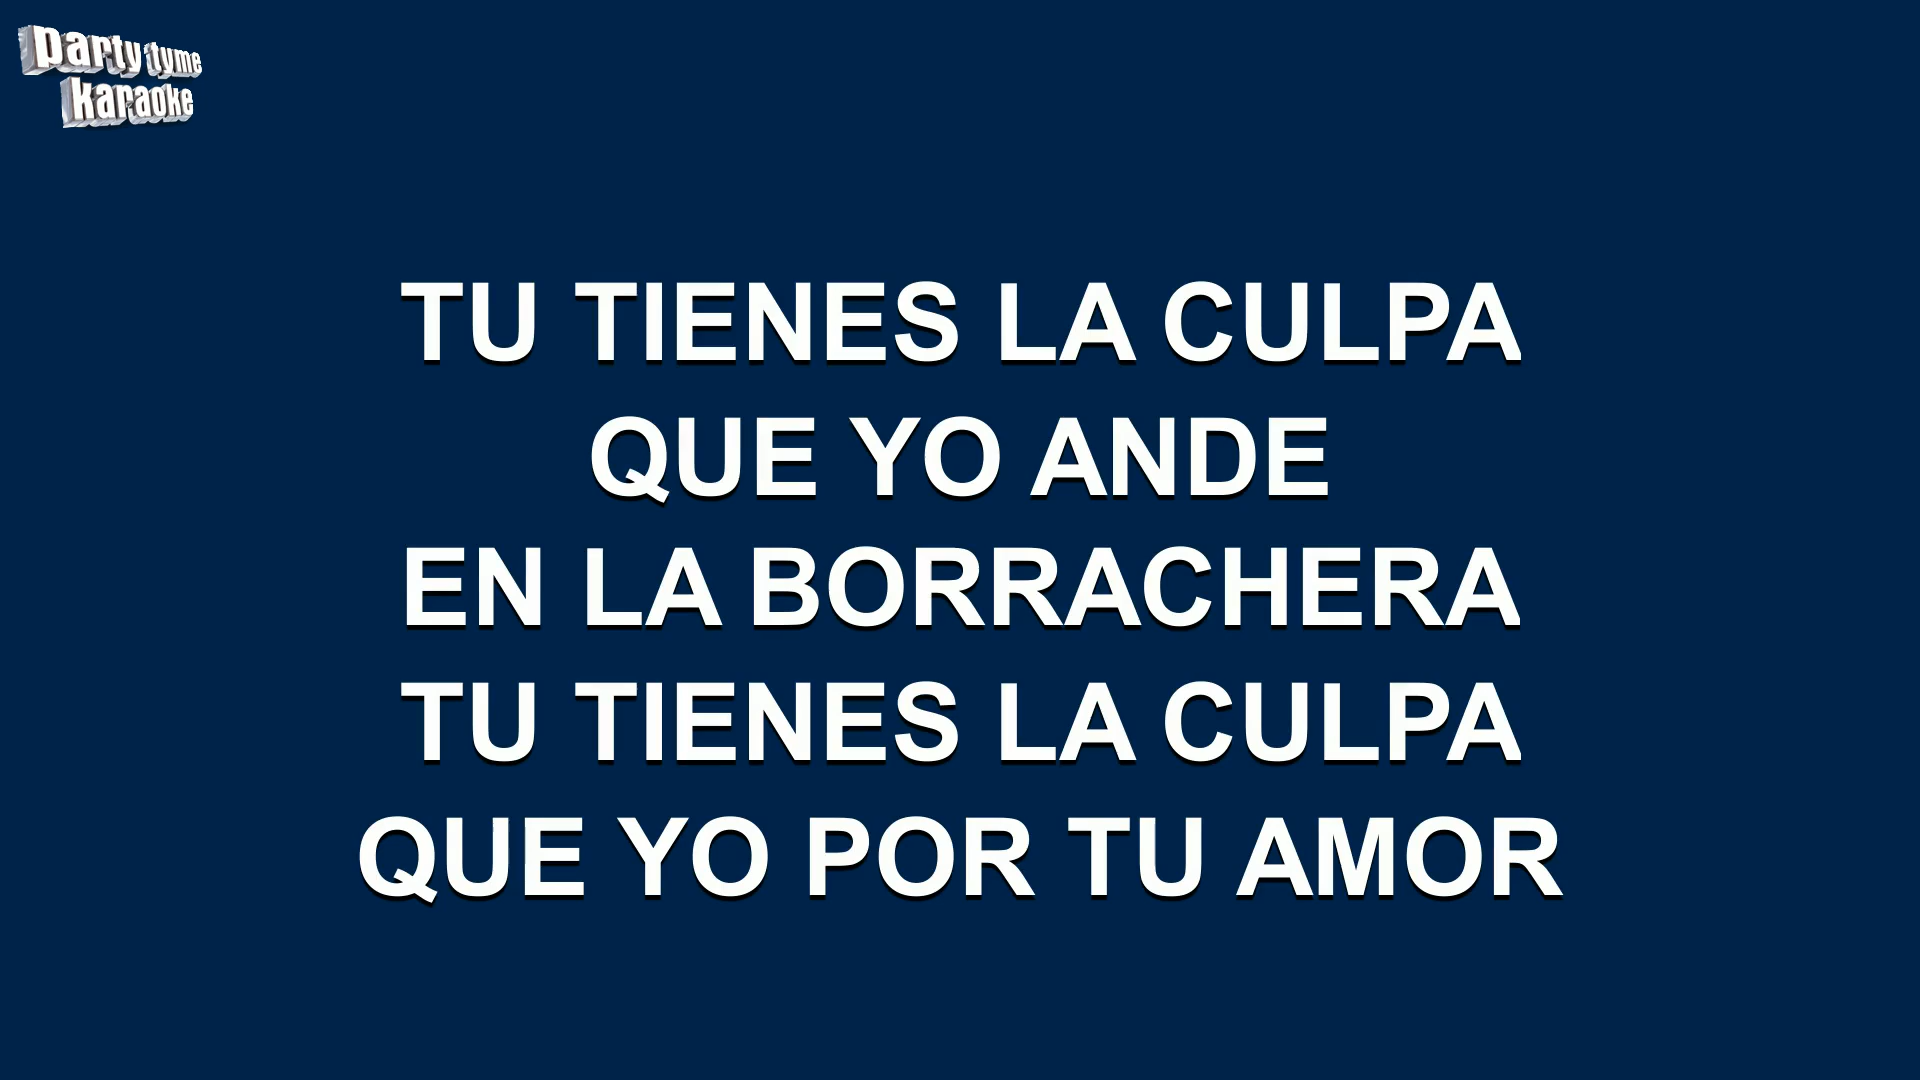 party tyme
karaoke
TU TIENES LA CULPA
QUE YO ANDE
EN LA BORRACHERA
TU TIENES LA CULPA
QUE YO POR TU AMOR